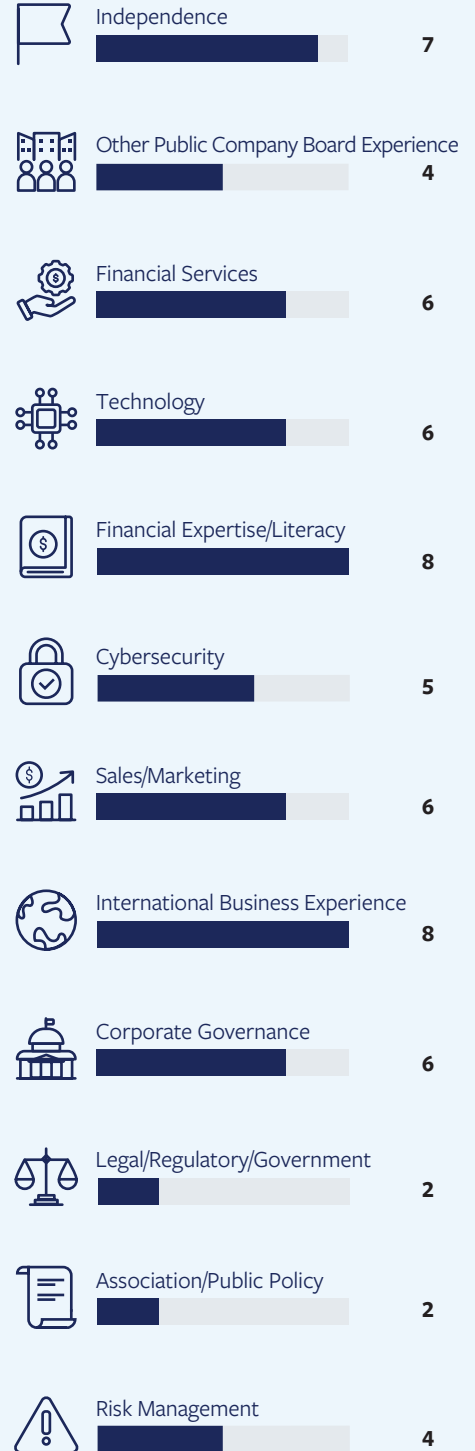 Independence
7
Other Public Company Board Experience
4
Financial Services
6
Technology
6
Financial Expertise/Literacy
8
Cybersecurity
5
Sales/Marketing
6
International Business Experience
8
Corporate Governance
6
Legal/Regulatory/Government
2
Association/Public Policy
2
Risk Management
4